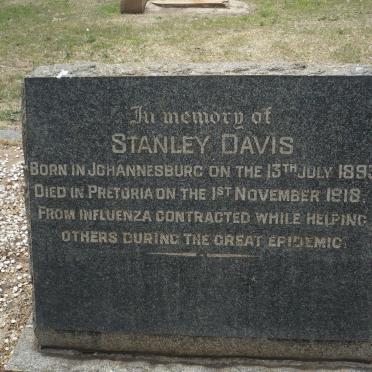 In memory of
STANLEY DAVIS
BORN IN JOHANNESBURG ON THE 13TH JULY 1893
DIED IN PRETORIA ON THE 1ST NOVEMBER 1918.
FROM INFLUENZA CONTRACTED WHILE HELPING
OTHERS DURING THE GREAT EPIDEMIC.